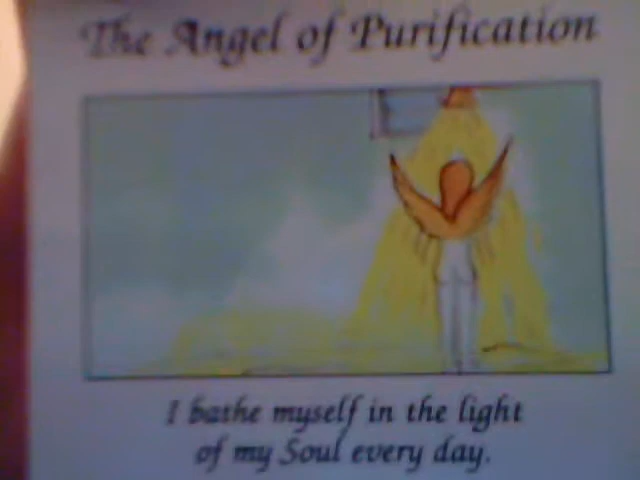 The Angel of Purification
I bathe myself in the light
of my Soul every day.